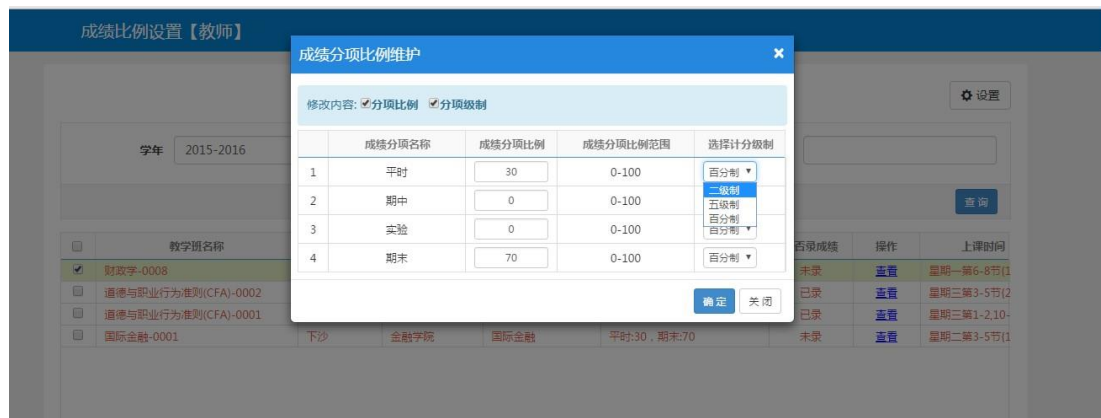 成绩比例设置【教师】
成绩分项比例维护 ×
修改内容: 分项比例 分项级制
设置
学年 2015-2016
成绩分项名称 成绩分项比例 成绩分项比例范围 选择计分级制
1 平时 30 0-100 百分制
二级制
五级制
百分制
2 期中 0 0-100
3 实验 0 0-100 百分制
4 期末 70 0-100 百分制
查询
确定 关闭
教学班名称 否录成绩 操作 上课时间
财政学-0008 未录 查看 星期一第6-8节{1
道德与职业行为准则(CFA)-0002 已录 查看 星期三第3-5节{2
道德与职业行为准则(CFA)-0001 已录 查看 星期三第1-2,10-
国际金融-0001 下沙 金融学院 国际金融 平时:30，期末:70 未录 查看 星期二第3-5节{1